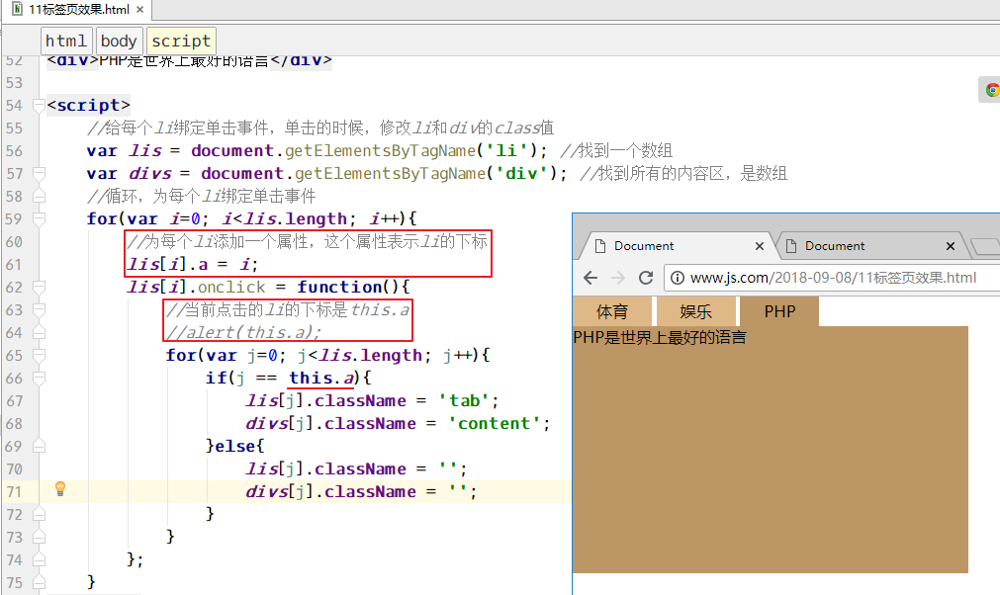 11标签页效果.html ×
html body script
52 <div>PHP是世界上最好的语言</div>
53
54 <script>
55 //给每个li绑定单击事件，单击的时候，修改li和div的class值
56 var lis = document.getElementsByTagName('li'); //找到一个数组
57 var divs = document.getElementsByTagName('div'); //找到所有的内容区，是数组
58 //循环，为每个li绑定单击事件
59 for(var i=0; i<lis.length; i++){
60 //为每个li添加一个属性，这个属性表示li的下标
61 lis[i].a = i;
62 lis[i].onclick = function(){
63 //当前点击的li的下标是this.a
64 //alert(this.a);
65 for(var j=0; j<lis.length; j++){
66 if(j == this.a){
67 lis[j].className = 'tab';
68 divs[j].className = 'content';
69 }else{
70 lis[j].className = '';
71 divs[j].className = '';
72 }
73 }
74 };
75 }
Document × Document ×
www.js.com/2018-09-08/11标签页效果.html
体育 娱乐 PHP
PHP是世界上最好的语言